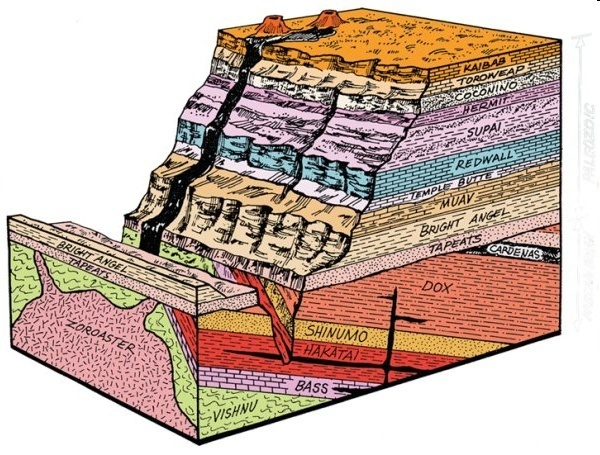 KAIBAB
TOROWEAP
COCONINO
HERMIT
SUPAI
REDWALL
TEMPLE BUTTE
MUAV
BRIGHT ANGEL
TAPEATS
CARDENAS
DOX
SHINUMO
HAKATAI
BASS
VISHNU
BRIGHT ANGEL
TAPEATS
ZOROASTER
PALEOZOIC